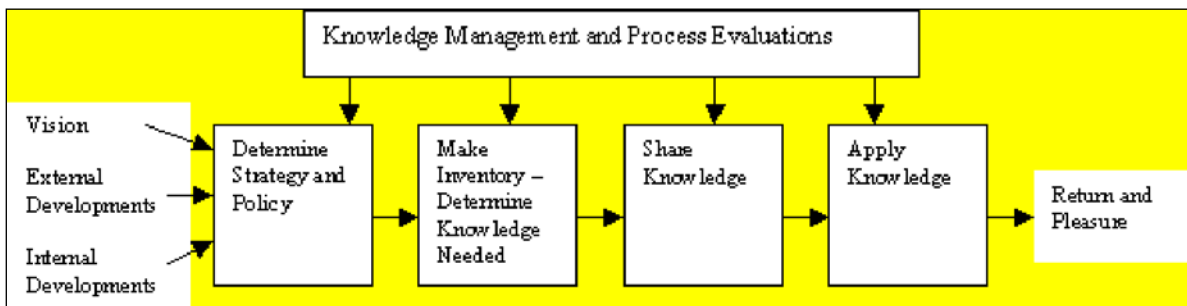 Knowledge Management and Process Evaluations
Vision
External
Developments
Internal
Developments
Determine
Strategy and
Policy
Make
Inventory –
Determine
Knowledge
Needed
Share
Knowledge
Apply
Knowledge
Return and
Pleasure